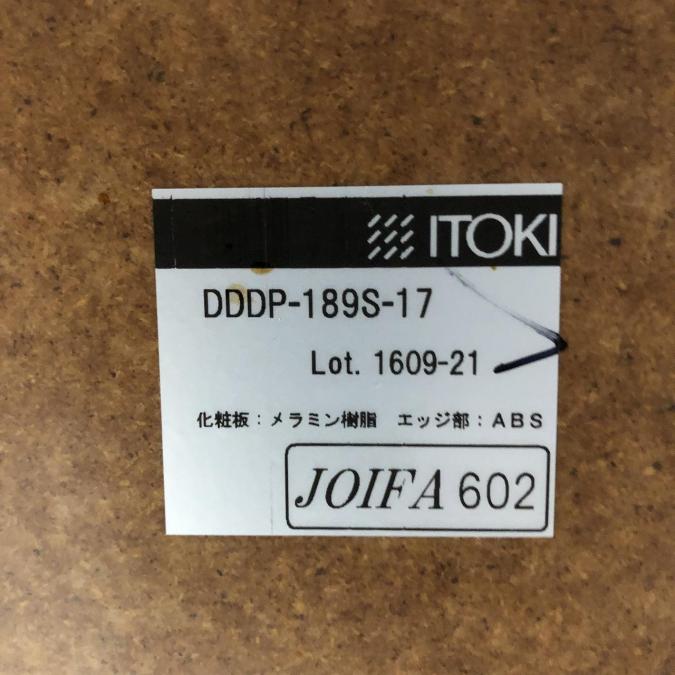 ITOKI
DDDP-189S-17
Lot. 1609-21
化粧板:メラミン樹脂 エッジ部:ABS
JOIFA 602